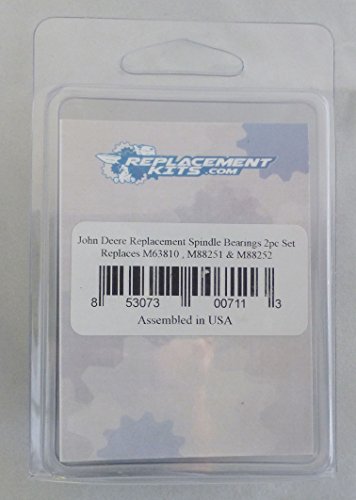 REPLACEMENT
KITS.COM
John Deere Replacement Spindle Bearings 2pc Set
Replaces M63810 , M88251 & M88252
8 53073 00711 3
Assembled in USA